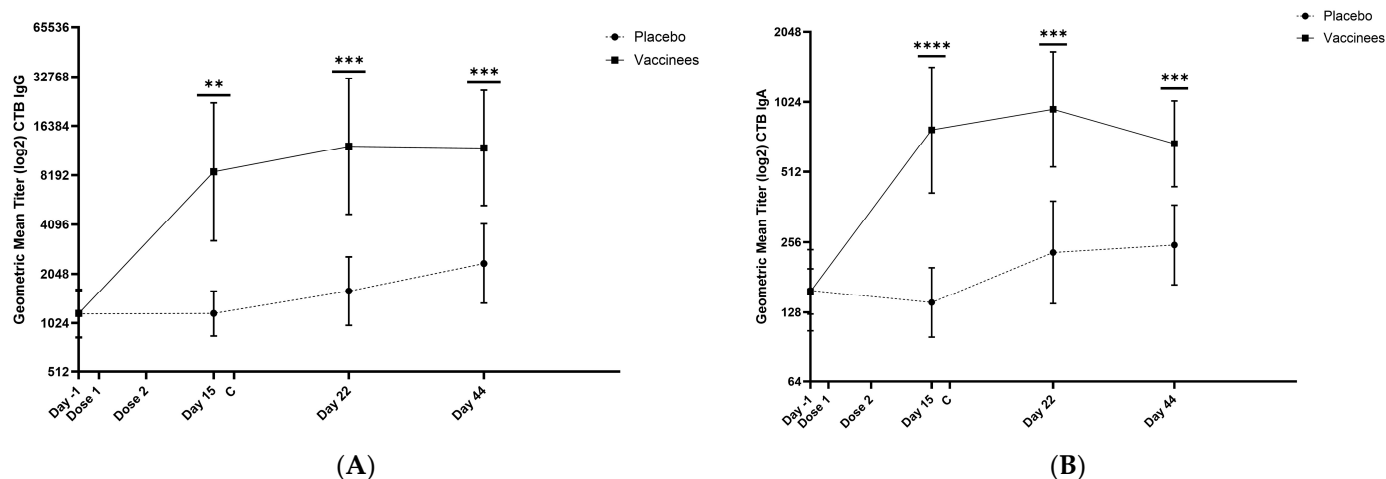 65536
32768
16384
8192
4096
2048
1024
512
Geometric Mean Titer (log2) CTB IgG
**
***
***
Placebo
Vaccinees
Day -1
Dose 1
Dose 2
Day 15
C
Day 22
Day 44
(A)
2048
1024
512
256
128
64
Geometric Mean Titer (log2) CTB IgA
****
***
***
Placebo
Vaccinees
Day -1
Dose 1
Dose 2
Day 15
C
Day 22
Day 44
(B)